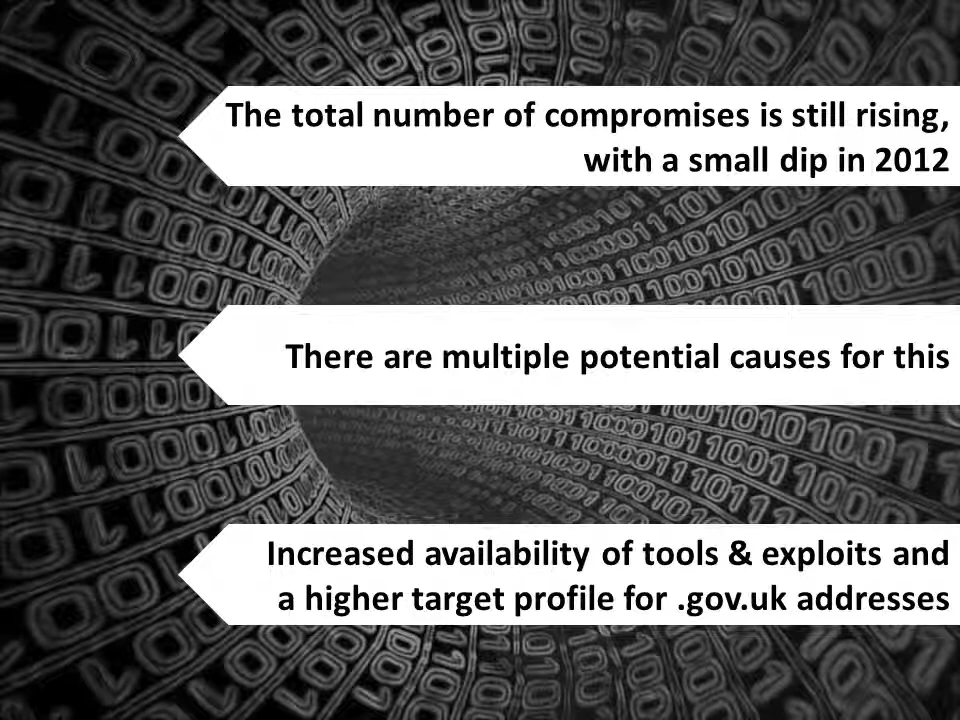 The total number of compromises is still rising,
with a small dip in 2012
There are multiple potential causes for this
Increased availability of tools & exploits and
a higher target profile for .gov.uk addresses